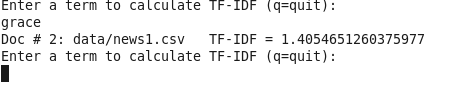 Enter a term to calculate TF-IDF (q=quit):
grace
Doc # 2: data/news1.csv   TF-IDF = 1.4054651260375977
Enter a term to calculate TF-IDF (q=quit):